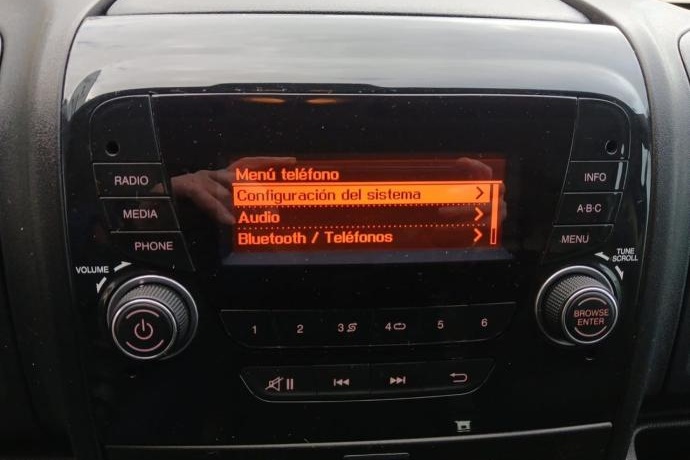 Menú teléfono
Configuración del sistema
Audio
Bluetooth / Teléfonos
RADIO
MEDIA
PHONE
INFO
A·B·C
MENU
VOLUME
TUNE
SCROLL
BROWSE
ENTER
1 2 3 4 5 6